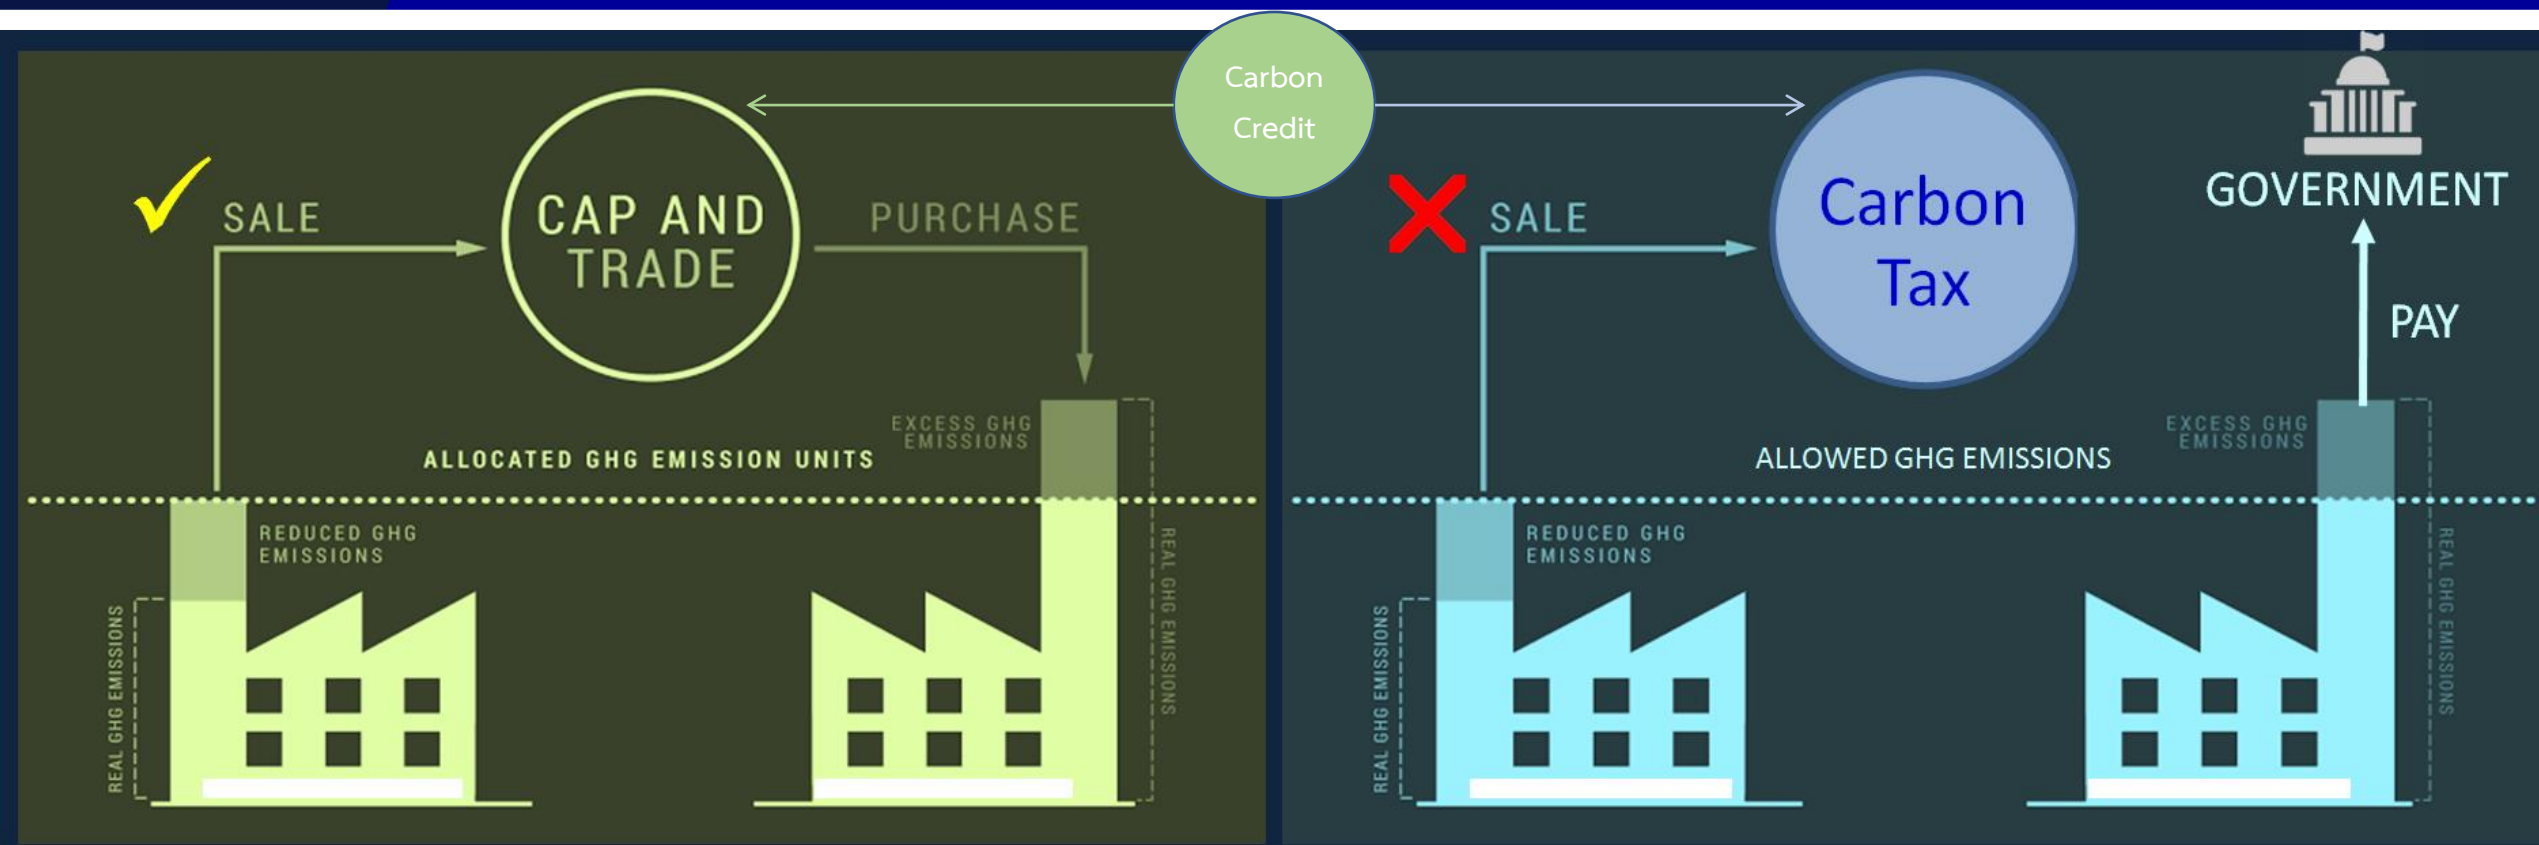 Carbon
Credit
SALE
CAP AND
TRADE
PURCHASE
EXCESS GHG
EMISSIONS
ALLOCATED GHG EMISSION UNITS
REDUCED GHG
EMISSIONS
REAL GHG EMISSIONS
REAL GHG EMISSIONS
SALE
Carbon
Tax
GOVERNMENT
PAY
EXCESS GHG
EMISSIONS
ALLOWED GHG EMISSIONS
REDUCED GHG
EMISSIONS
REAL GHG EMISSIONS
REAL GHG EMISSIONS